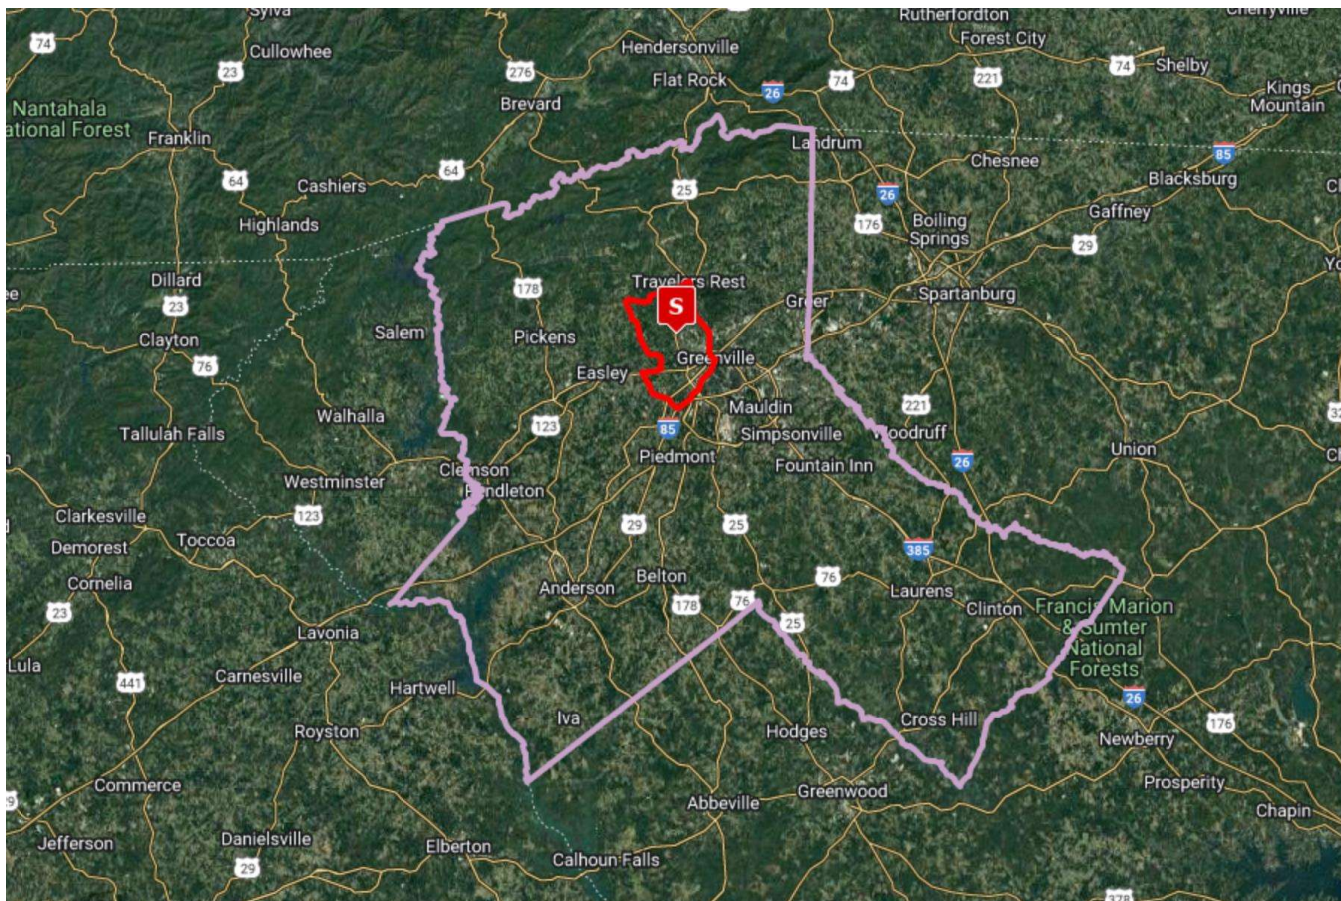 Sylva
Rutherfordton
Cherryville
74
Cullowhee
Hendersonville
Forest City
23
276
Flat Rock
74
221
74
Shelby
26
Kings
Mountain
Nantahala
ational Forest
Brevard
Franklin
Landrum
Chesnee
85
64
64
Cashiers
25
26
Blacksburg
Highlands
176
Boiling
Springs
Gaffney
29
Dillard
178
Travelers Rest
23
S
Greer
Spartanburg
Salem
Pickens
Clayton
76
Greenville
Easley
Walhalla
Mauldin
221
Tallulah Falls
123
85
Simpsonville
Woodruff
Union
Clemson
Piedmont
Fountain Inn
26
Westminster
Pendleton
Clarkesville
123
29
25
Demorest
Toccoa
385
Cornelia
Anderson
Belton
76
Laurens
23
178
76
25
Clinton
Francis Marion
& Sumter
National
Forests
Lavonia
Lula
Carnesville
441
Hartwell
26
Iva
Cross Hill
176
Royston
Hodges
Newberry
Commerce
Abbeville
Greenwood
Prosperity
29
Chapin
Jefferson
Danielsville
Elberton
29
Calhoun Falls
378